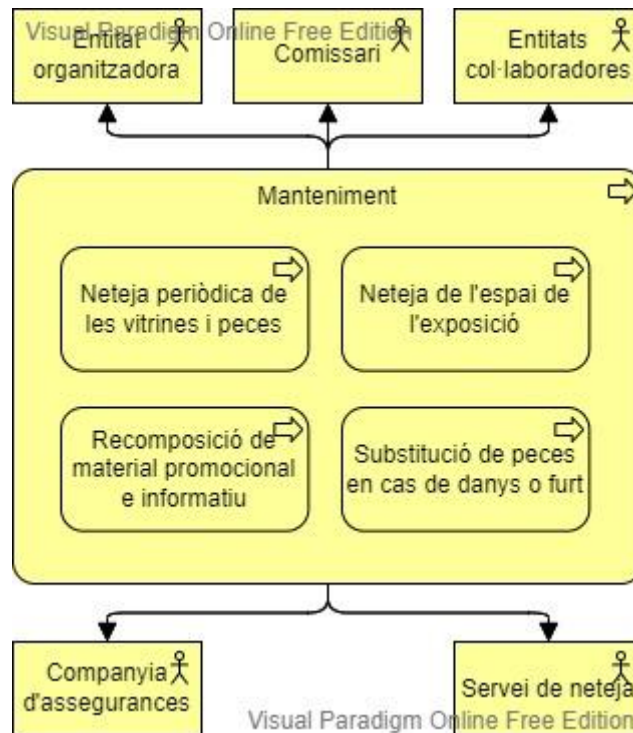 Visual Paradigm Online Free Edition
Entitat
organitzadora
Comissari
Entitats
col·laboradores
Manteniment
Neteja periòdica de
les vitrines i peces
Neteja de l'espai de
l'exposició
Recomposició de
material promocional
e informatiu
Substitució de peces
en cas de danys o furt
Companyia
d'assegurances
Servei de neteja
Visual Paradigm Online Free Edition